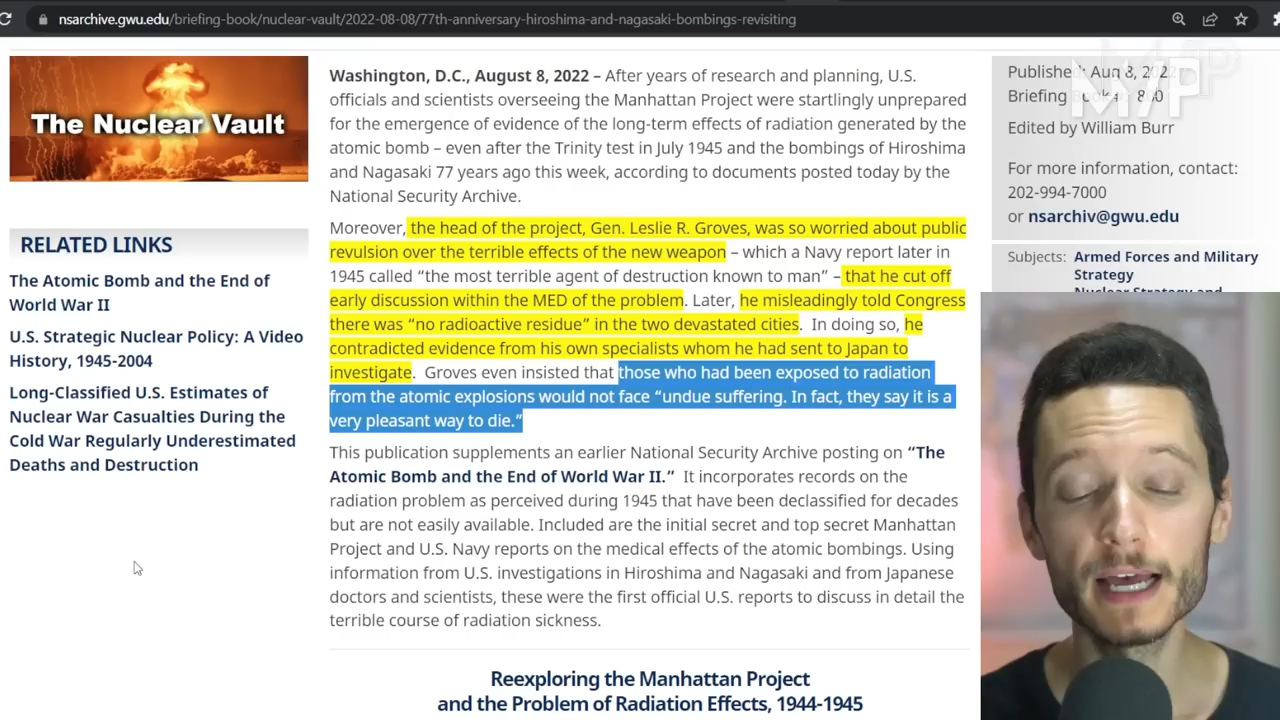 nsarchive.gwu.edu/briefing-book/nuclear-vault/2022-08-08/77th-anniversary-hiroshima-and-nagasaki-bombings-revisiting
The Nuclear Vault
RELATED LINKS
The Atomic Bomb and the End of
World War II
U.S. Strategic Nuclear Policy: A Video
History, 1945-2004
Long-Classified U.S. Estimates of
Nuclear War Casualties During the
Cold War Regularly Underestimated
Deaths and Destruction
Washington, D.C., August 8, 2022 – After years of research and planning, U.S.
officials and scientists overseeing the Manhattan Project were startlingly unprepared
for the emergence of evidence of the long-term effects of radiation generated by the
atomic bomb – even after the Trinity test in July 1945 and the bombings of Hiroshima
and Nagasaki 77 years ago this week, according to documents posted today by the
National Security Archive.
Moreover, the head of the project, Gen. Leslie R. Groves, was so worried about public
revulsion over the terrible effects of the new weapon – which a Navy report later in
1945 called “the most terrible agent of destruction known to man” – that he cut off
early discussion within the MED of the problem. Later, he misleadingly told Congress
there was “no radioactive residue” in the two devastated cities. In doing so, he
contradicted evidence from his own specialists whom he had sent to Japan to
investigate. Groves even insisted that those who had been exposed to radiation
from the atomic explosions would not face “undue suffering. In fact, they say it is a
very pleasant way to die.”
This publication supplements an earlier National Security Archive posting on “The
Atomic Bomb and the End of World War II.” It incorporates records on the
radiation problem as perceived during 1945 that have been declassified for decades
but are not easily available. Included are the initial secret and top secret Manhattan
Project and U.S. Navy reports on the medical effects of the atomic bombings. Using
information from U.S. investigations in Hiroshima and Nagasaki and from Japanese
doctors and scientists, these were the first official U.S. reports to discuss in detail the
terrible course of radiation sickness.
Reexploring the Manhattan Project
and the Problem of Radiation Effects, 1944-1945
Published: Aug 8, 2022
Briefing Book #
Edited by William Burr
For more information, contact:
202-994-7000
or nsarchiv@gwu.edu
Subjects: Armed Forces and Military
Strategy
Nuclear Strategy and